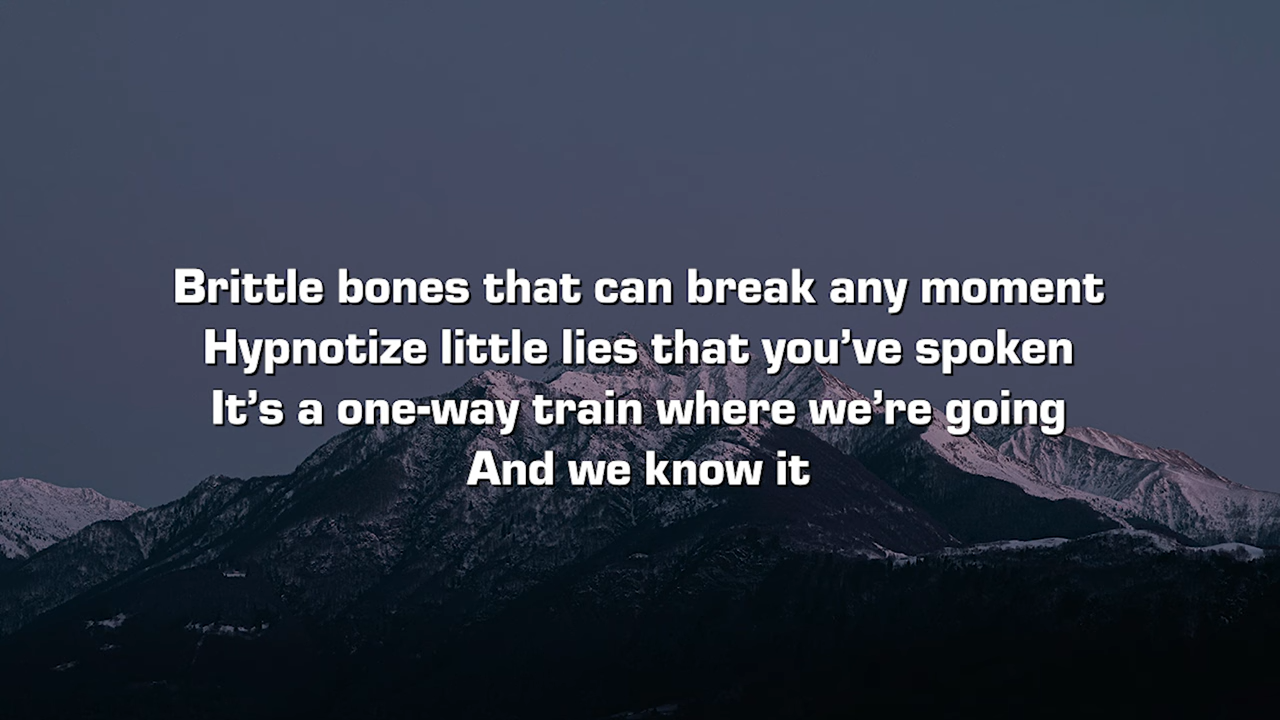 Brittle bones that can break any moment
Hypnotize little lies that you’ve spoken
It’s a one-way train where we’re going
And we know it